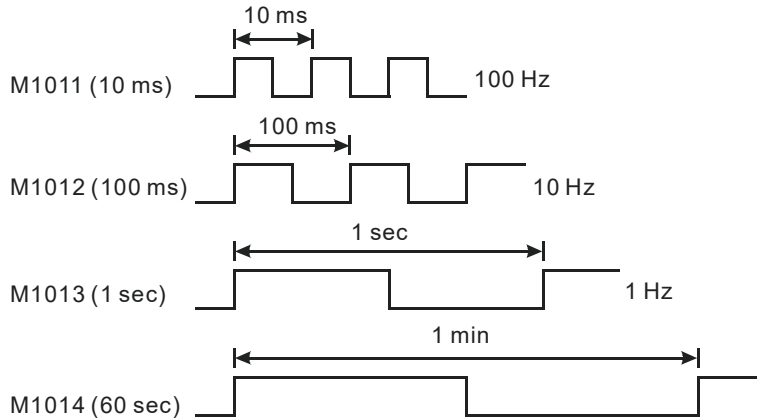 10 ms
M1011 (10 ms)
100 Hz
100 ms
M1012 (100 ms)
10 Hz
1 sec
M1013 (1 sec)
1 Hz
1 min
M1014 (60 sec)